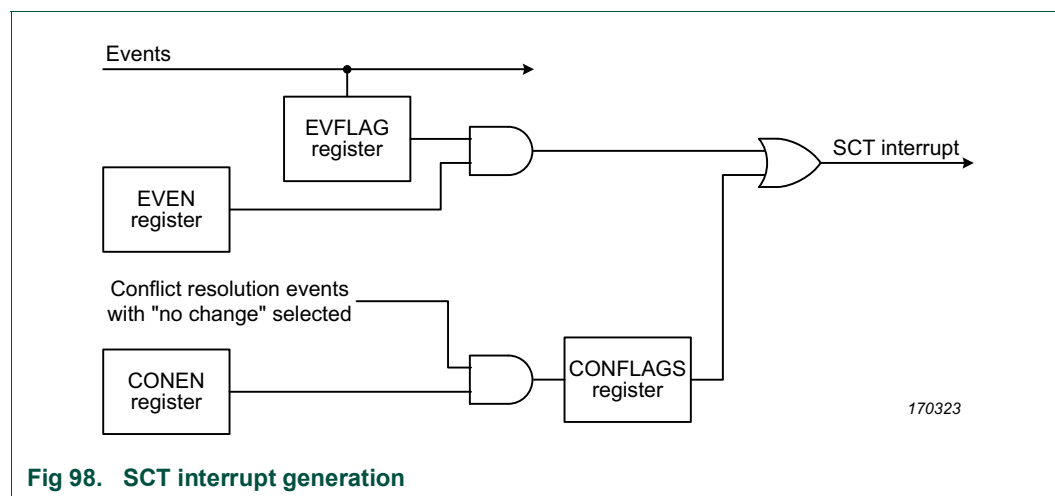 Events
EVFLAG
register
SCT interrupt
EVEN
register
Conflict resolution events
with "no change" selected
CONEN
register
CONFLAGS
register
170323
Fig 98. SCT interrupt generation